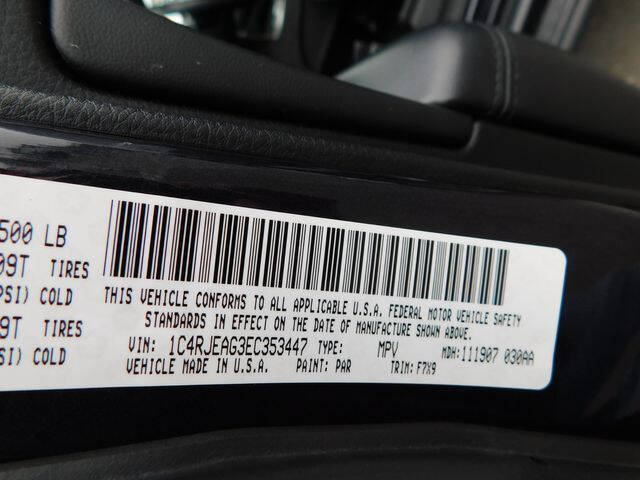 500 LB
09T TIRES
PSI) COLD
9T TIRES
SI) COLD
THIS VEHICLE CONFORMS TO ALL APPLICABLE U.S.A. FEDERAL MOTOR VEHICLE SAFETY
STANDARDS IN EFFECT ON THE DATE OF MANUFACTURE SHOWN ABOVE.
VIN: 1C4RJEAG3EC353447 TYPE: MPV MDH:111907 030AA
VEHICLE MADE IN U.S.A. PAINT: PAR TRIM:F7X9